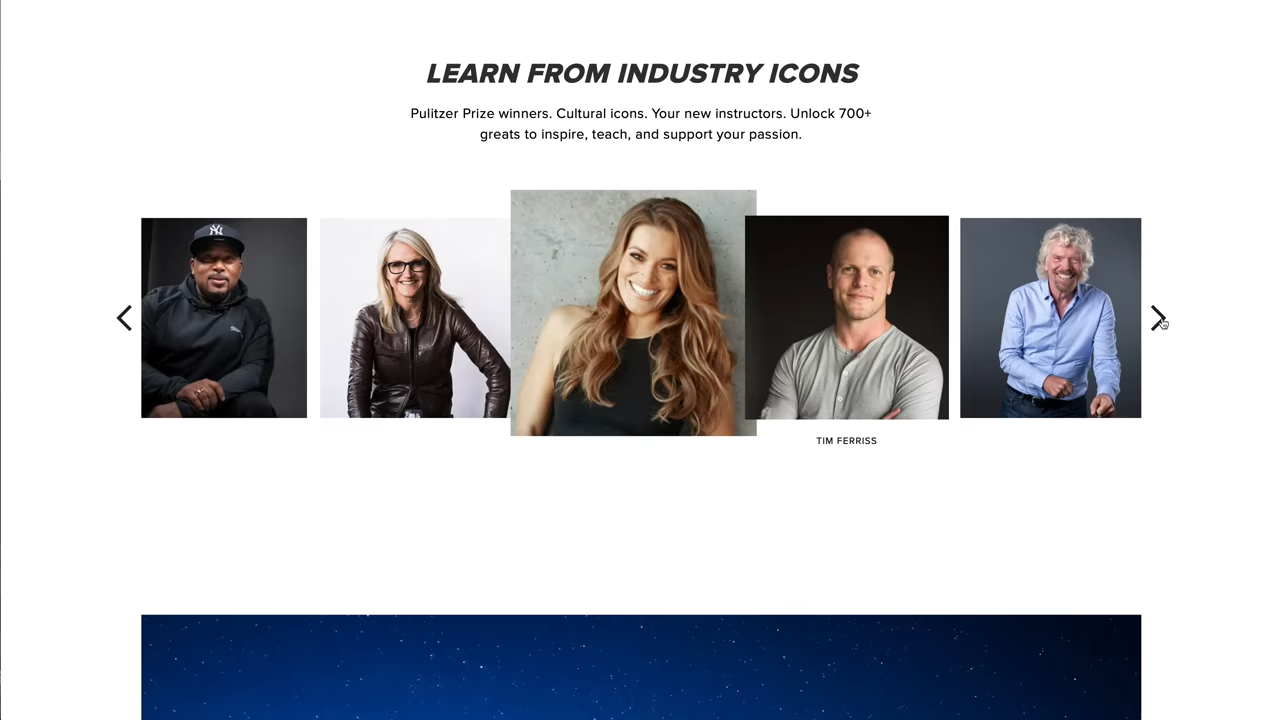 LEARN FROM INDUSTRY ICONS
Pulitzer Prize winners. Cultural icons. Your new instructors. Unlock 700+
greats to inspire, teach, and support your passion.
NY
TIM FERRISS